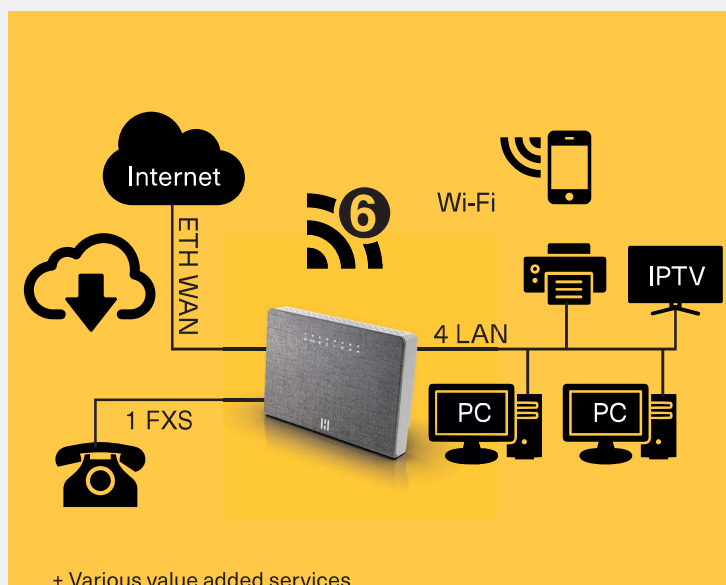 Internet
6
Wi-Fi
ETH WAN
IPTV
4 LAN
PC
PC
1 FXS
+ Various value added services